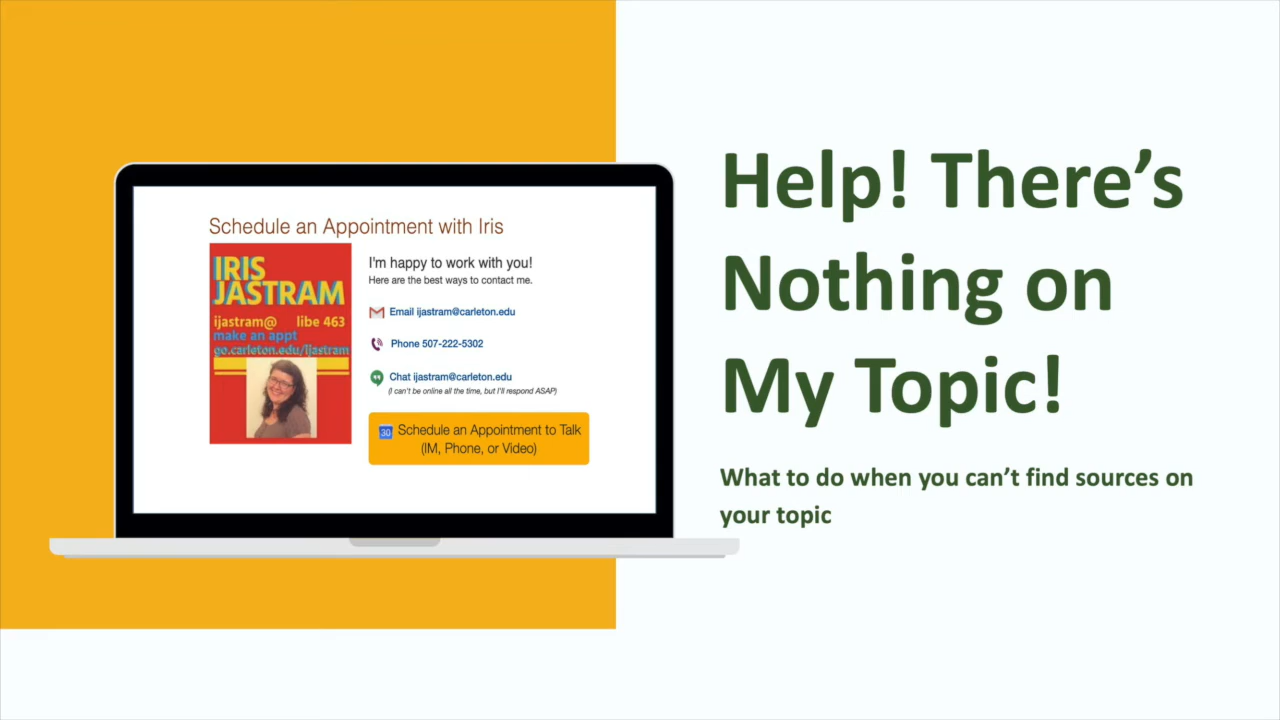 Schedule an Appointment with Iris
IRIS
JASTRAM
ijastram@ libe 463
make an appt
go.carleton.edu/ijastram
I'm happy to work with you!
Here are the best ways to contact me.
Email ijastram@carleton.edu
Phone 507-222-5302
Chat ijastram@carleton.edu
(I can't be online all the time, but I'll respond ASAP)
30 Schedule an Appointment to Talk
(IM, Phone, or Video)
Help! There's
Nothing on
My Topic!
What to do when you can't find sources on
your topic